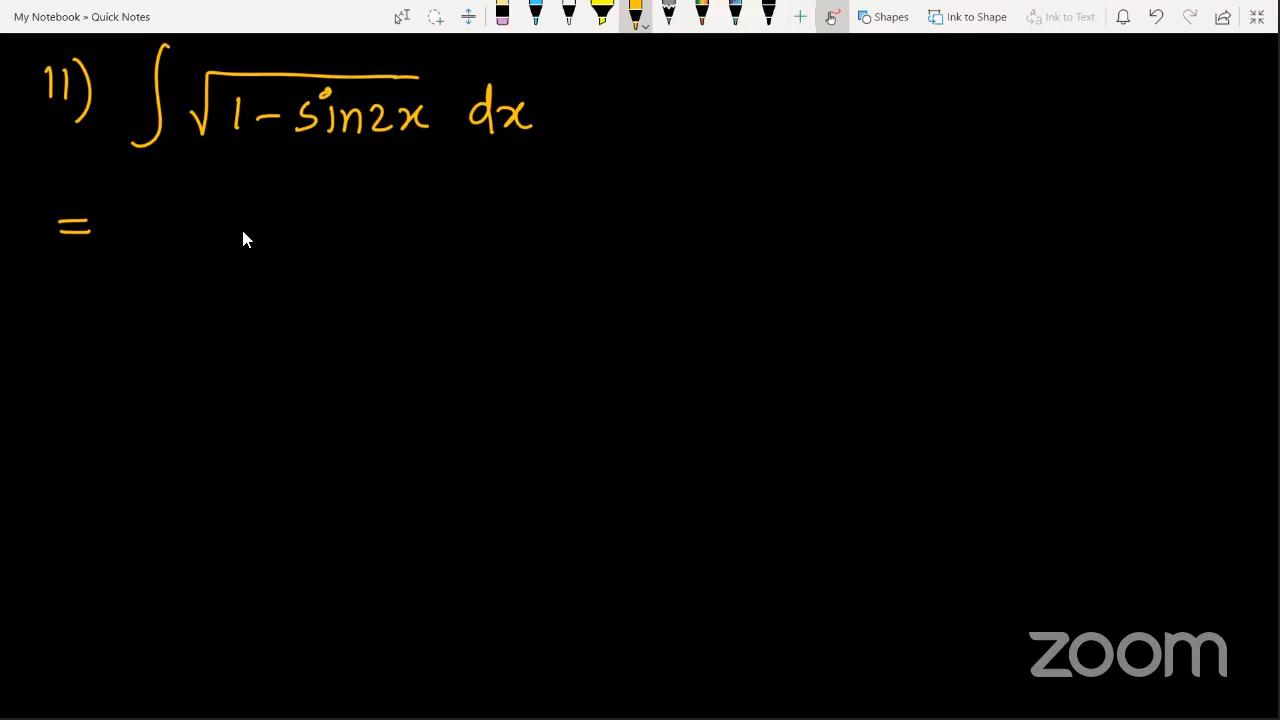 My Notebook » Quick Notes
Shapes
Ink to Shape
Ink to Text
11) ∫ √(1 - sin2x) dx
=
zoom